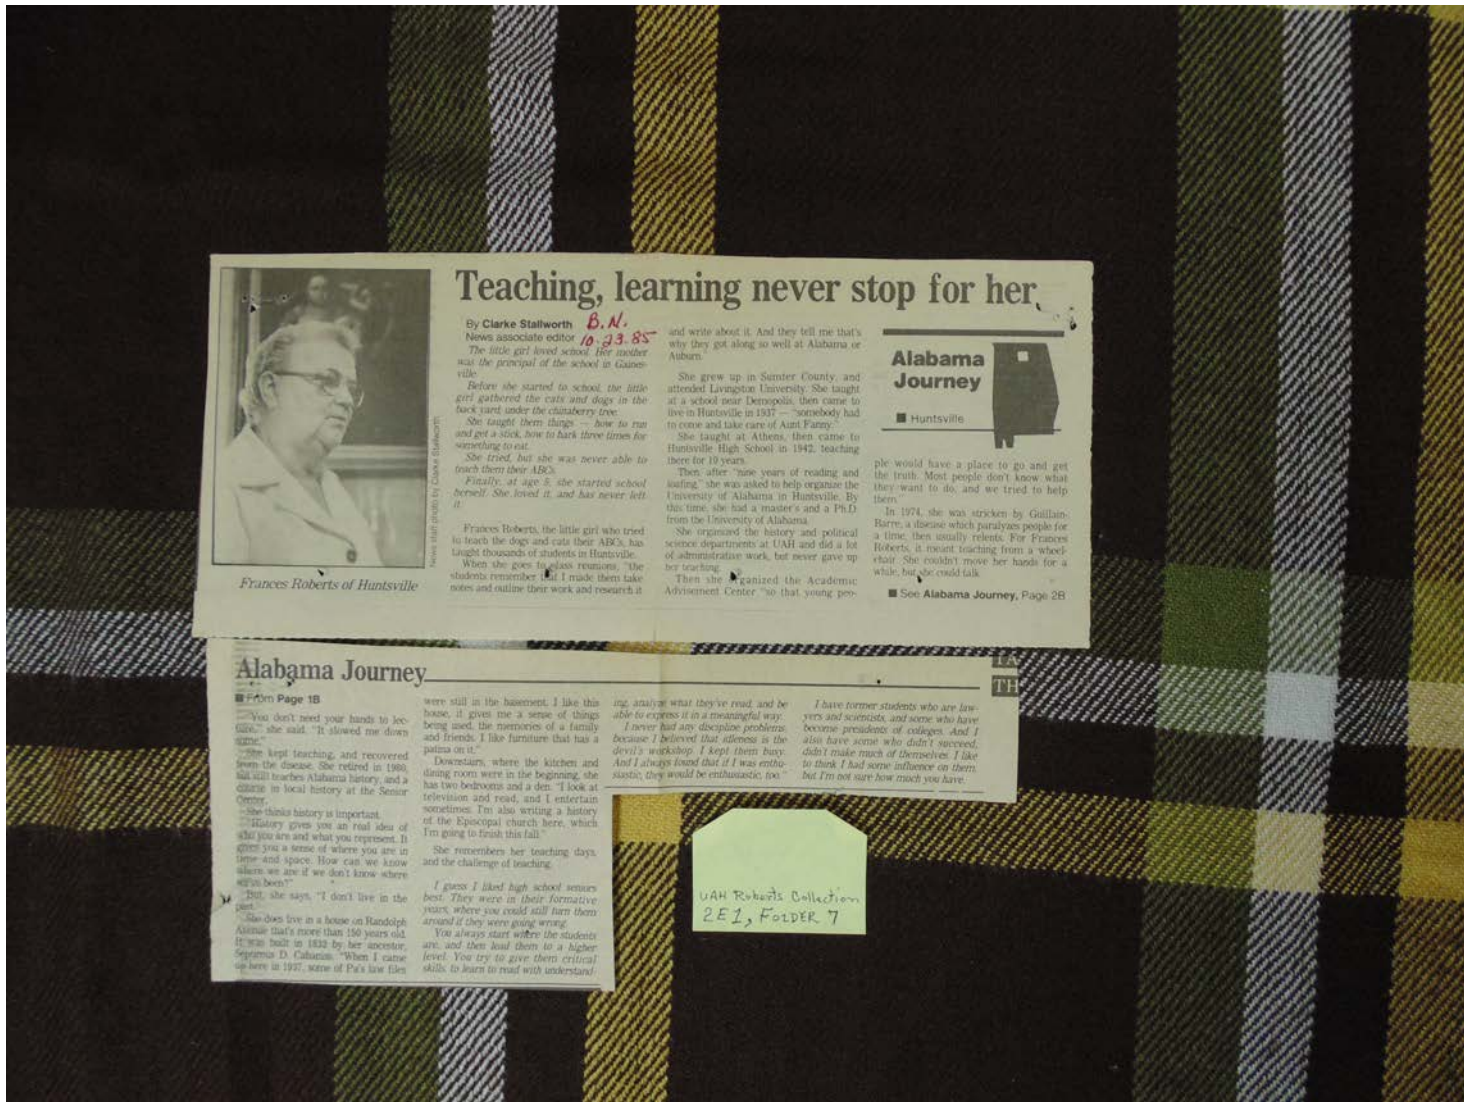 Teaching, learning never stop for her
By Clarke Stallworth
News associate editor
B.N.
10-23-85
The little girl loved school. Her mother
was the principal of the school in Gaines-
ville.
Before she started to school, the little
girl gathered the cats and dogs in the
back yard, under the chinaberry tree.
She taught them things — how to run
and get a stick, how to bark three times for
something to eat.
She tried, but she was never able to
teach them their ABCs.
Finally, at age 5, she started school
herself. She loved it, and has never left
it.
Frances Roberts, the little girl who tried
to teach the dogs and cats their ABCs, has
taught thousands of students in Huntsville.
When she goes to class reunions, "the
students remember that I made them take
notes and outline their work and research it
and write about it. And they tell me that's
why they got along so well at Alabama or
Auburn."
She grew up in Sumter County, and
attended Livingston University. She taught
at a school near Demopolis, then came to
live in Huntsville in 1937 — "somebody had
to come and take care of Aunt Fanny."
She taught at Athens, then came to
Huntsville High School in 1942, teaching
there for 19 years.
Then, after "nine years of reading and
loafing," she was asked to help organize the
University of Alabama in Huntsville. By
this time, she had a master's and a Ph.D.
from the University of Alabama.
She organized the history and political
science departments at UAH and did a lot
of administrative work, but never gave up
her teaching.
Then she organized the Academic
Advisement Center "so that young peo-
Alabama
Journey
■ Huntsville
ple would have a place to go and get
the truth. Most people don't know what
they want to do, and we tried to help
them."
In 1974, she was stricken by Guillain-
Barre, a disease which paralyzes people for
a time, then usually relents. For Frances
Roberts, it meant teaching from a wheel-
chair. She couldn't move her hands for a
while, but she could talk.
■ See Alabama Journey, Page 2B
News staff photo by Clarke Stallworth
Frances Roberts of Huntsville
Alabama Journey
TA
TH
■ From Page 1B
"You don't need your hands to lec-
ture," she said. "It slowed me down
some."
She kept teaching, and recovered
from the disease. She retired in 1980,
but still teaches Alabama history, and a
course in local history at the Senior
Center.
She thinks history is important.
"History gives you an real idea of
who you are and what you represent. It
gives you a sense of where you are in
time and space. How can we know
where we are if we don't know where
we've been?"
But, she says, "I don't live in the
past.
She does live in a house on Randolph
Avenue that's more than 150 years old.
It was built in 1832 by her ancestor,
Septimus D. Cabaniss. "When I came
up here in 1937, some of Pa's law files
were still in the basement. I like this
house, it gives me a sense of things
being used, the memories of a family
and friends. I like furniture that has a
patina on it."
Downstairs, where the kitchen and
dining room were in the beginning, she
has two bedrooms and a den. "I look at
television and read, and I entertain
sometimes. I'm also writing a history
of the Episcopal church here, which
I'm going to finish this fall."
She remembers her teaching days,
and the challenge of teaching.
I guess I liked high school seniors
best. They were in their formative
years, where you could still turn them
around if they were going wrong.
You always start where the students
are, and then lead them to a higher
level. You try to give them critical
skills, to learn to read with understand-
ing, analyze what they've read, and be
able to express it in a meaningful way.
I never had any discipline problems,
because I believed that idleness is the
devil's workshop. I kept them busy.
And I always found that if I was enthu-
siastic, they would be enthusiastic, too."
I have former students who are law-
yers and scientists, and some who have
become presidents of colleges. And I
also have some who didn't succeed,
didn't make much of themselves. I like
to think I had some influence on them,
but I'm not sure how much you have.
UAH Roberts Collection
2E1, FOLDER 7